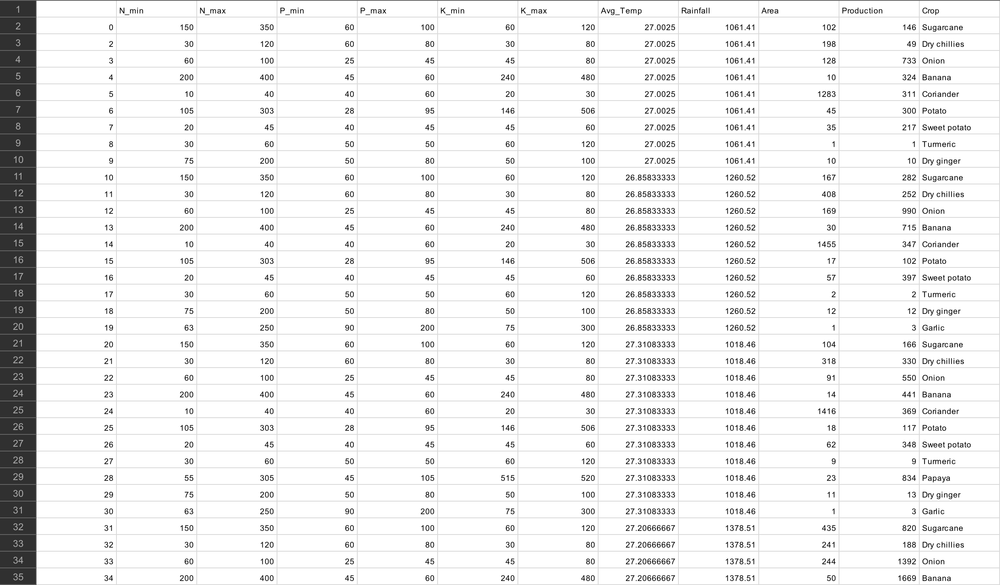 1 N_min N_max P_min P_max K_min K_max Avg_Temp Rainfall Area Production Crop
2 0 150 350 60 100 60 120 27.0025 1061.41 102 146 Sugarcane
3 2 30 120 60 80 30 80 27.0025 1061.41 198 49 Dry chillies
4 3 60 100 25 45 45 80 27.0025 1061.41 128 733 Onion
5 4 200 400 45 60 240 480 27.0025 1061.41 10 324 Banana
6 5 10 40 40 60 20 30 27.0025 1061.41 1283 311 Coriander
7 6 105 303 28 95 146 506 27.0025 1061.41 45 300 Potato
8 7 20 45 40 45 45 60 27.0025 1061.41 35 217 Sweet potato
9 8 30 60 50 50 60 120 27.0025 1061.41 1 1 Turmeric
10 9 75 200 50 80 50 100 27.0025 1061.41 10 10 Dry ginger
11 10 150 350 60 100 60 120 26.85833333 1260.52 167 282 Sugarcane
12 11 30 120 60 80 30 80 26.85833333 1260.52 408 252 Dry chillies
13 12 60 100 25 45 45 80 26.85833333 1260.52 169 990 Onion
14 13 200 400 45 60 240 480 26.85833333 1260.52 30 715 Banana
15 14 10 40 40 60 20 30 26.85833333 1260.52 1455 347 Coriander
16 15 105 303 28 95 146 506 26.85833333 1260.52 17 102 Potato
17 16 20 45 40 45 45 60 26.85833333 1260.52 57 397 Sweet potato
18 17 30 60 50 50 60 120 26.85833333 1260.52 2 2 Turmeric
19 18 75 200 50 80 50 100 26.85833333 1260.52 12 12 Dry ginger
20 19 63 250 90 200 75 300 26.85833333 1260.52 1 3 Garlic
21 20 150 350 60 100 60 120 27.31083333 1018.46 104 166 Sugarcane
22 21 30 120 60 80 30 80 27.31083333 1018.46 318 330 Dry chillies
23 22 60 100 25 45 45 80 27.31083333 1018.46 91 550 Onion
24 23 200 400 45 60 240 480 27.31083333 1018.46 14 441 Banana
25 24 10 40 40 60 20 30 27.31083333 1018.46 1416 369 Coriander
26 25 105 303 28 95 146 506 27.31083333 1018.46 18 117 Potato
27 26 20 45 40 45 45 60 27.31083333 1018.46 62 348 Sweet potato
28 27 30 60 50 50 60 120 27.31083333 1018.46 9 9 Turmeric
29 28 55 305 45 105 515 520 27.31083333 1018.46 23 834 Papaya
30 29 75 200 50 80 50 100 27.31083333 1018.46 11 13 Dry ginger
31 30 63 250 90 200 75 300 27.31083333 1018.46 1 3 Garlic
32 31 150 350 60 100 60 120 27.20666667 1378.51 435 820 Sugarcane
33 32 30 120 60 80 30 80 27.20666667 1378.51 241 188 Dry chillies
34 33 60 100 25 45 45 80 27.20666667 1378.51 244 1392 Onion
35 34 200 400 45 60 240 480 27.20666667 1378.51 50 1669 Banana